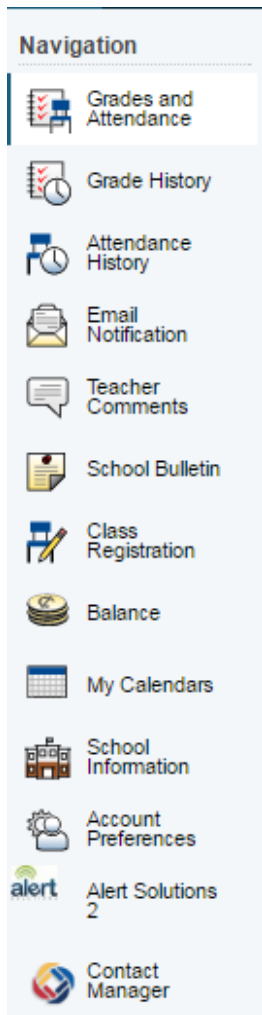 Navigation
Grades and
Attendance
Grade History
Attendance
History
Email
Notification
Teacher
Comments
School Bulletin
Class
Registration
Balance
My Calendars
School
Information
Account
Preferences
alert
Alert Solutions
2
Contact
Manager